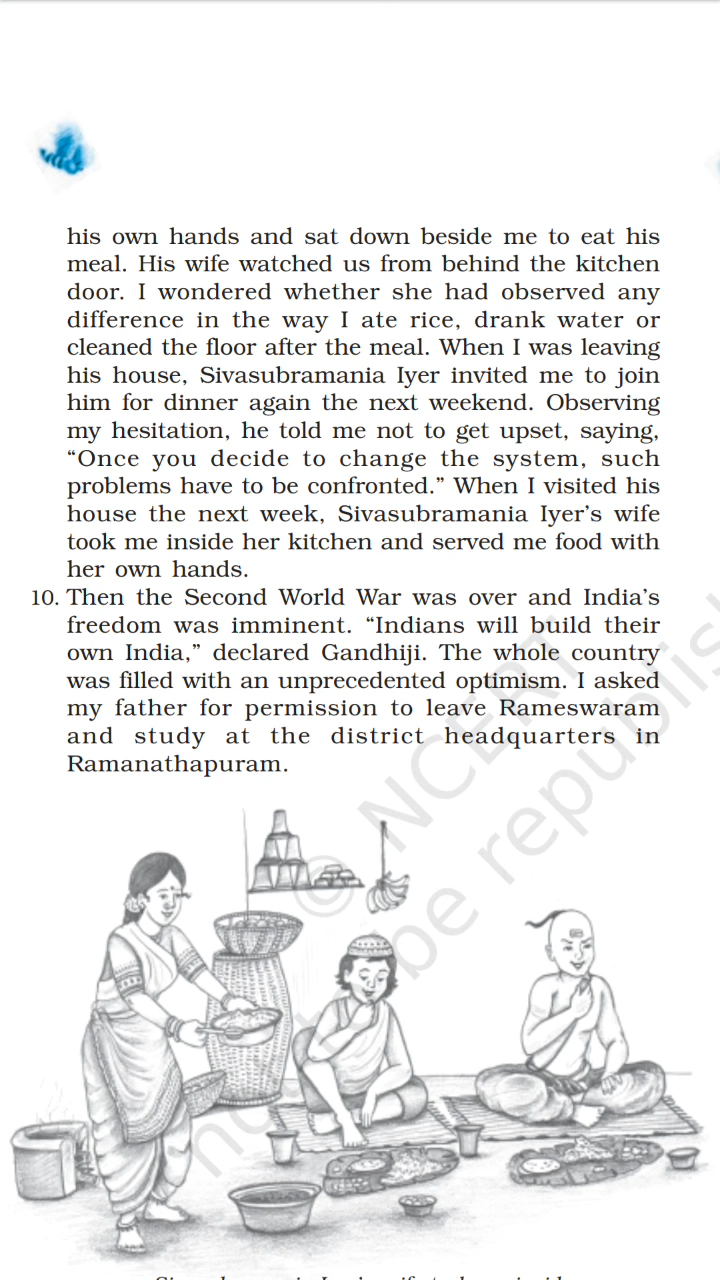 his own hands and sat down beside me to eat his
meal. His wife watched us from behind the kitchen
door. I wondered whether she had observed any
difference in the way I ate rice, drank water or
cleaned the floor after the meal. When I was leaving
his house, Sivasubramania Iyer invited me to join
him for dinner again the next weekend. Observing
my hesitation, he told me not to get upset, saying,
“Once you decide to change the system, such
problems have to be confronted.” When I visited his
house the next week, Sivasubramania Iyer’s wife
took me inside her kitchen and served me food with
her own hands.
10. Then the Second World War was over and India’s
freedom was imminent. “Indians will build their
own India,” declared Gandhiji. The whole country
was filled with an unprecedented optimism. I asked
my father for permission to leave Rameswaram
and study at the district headquarters in
Ramanathapuram.
© NCERT
not to be republis